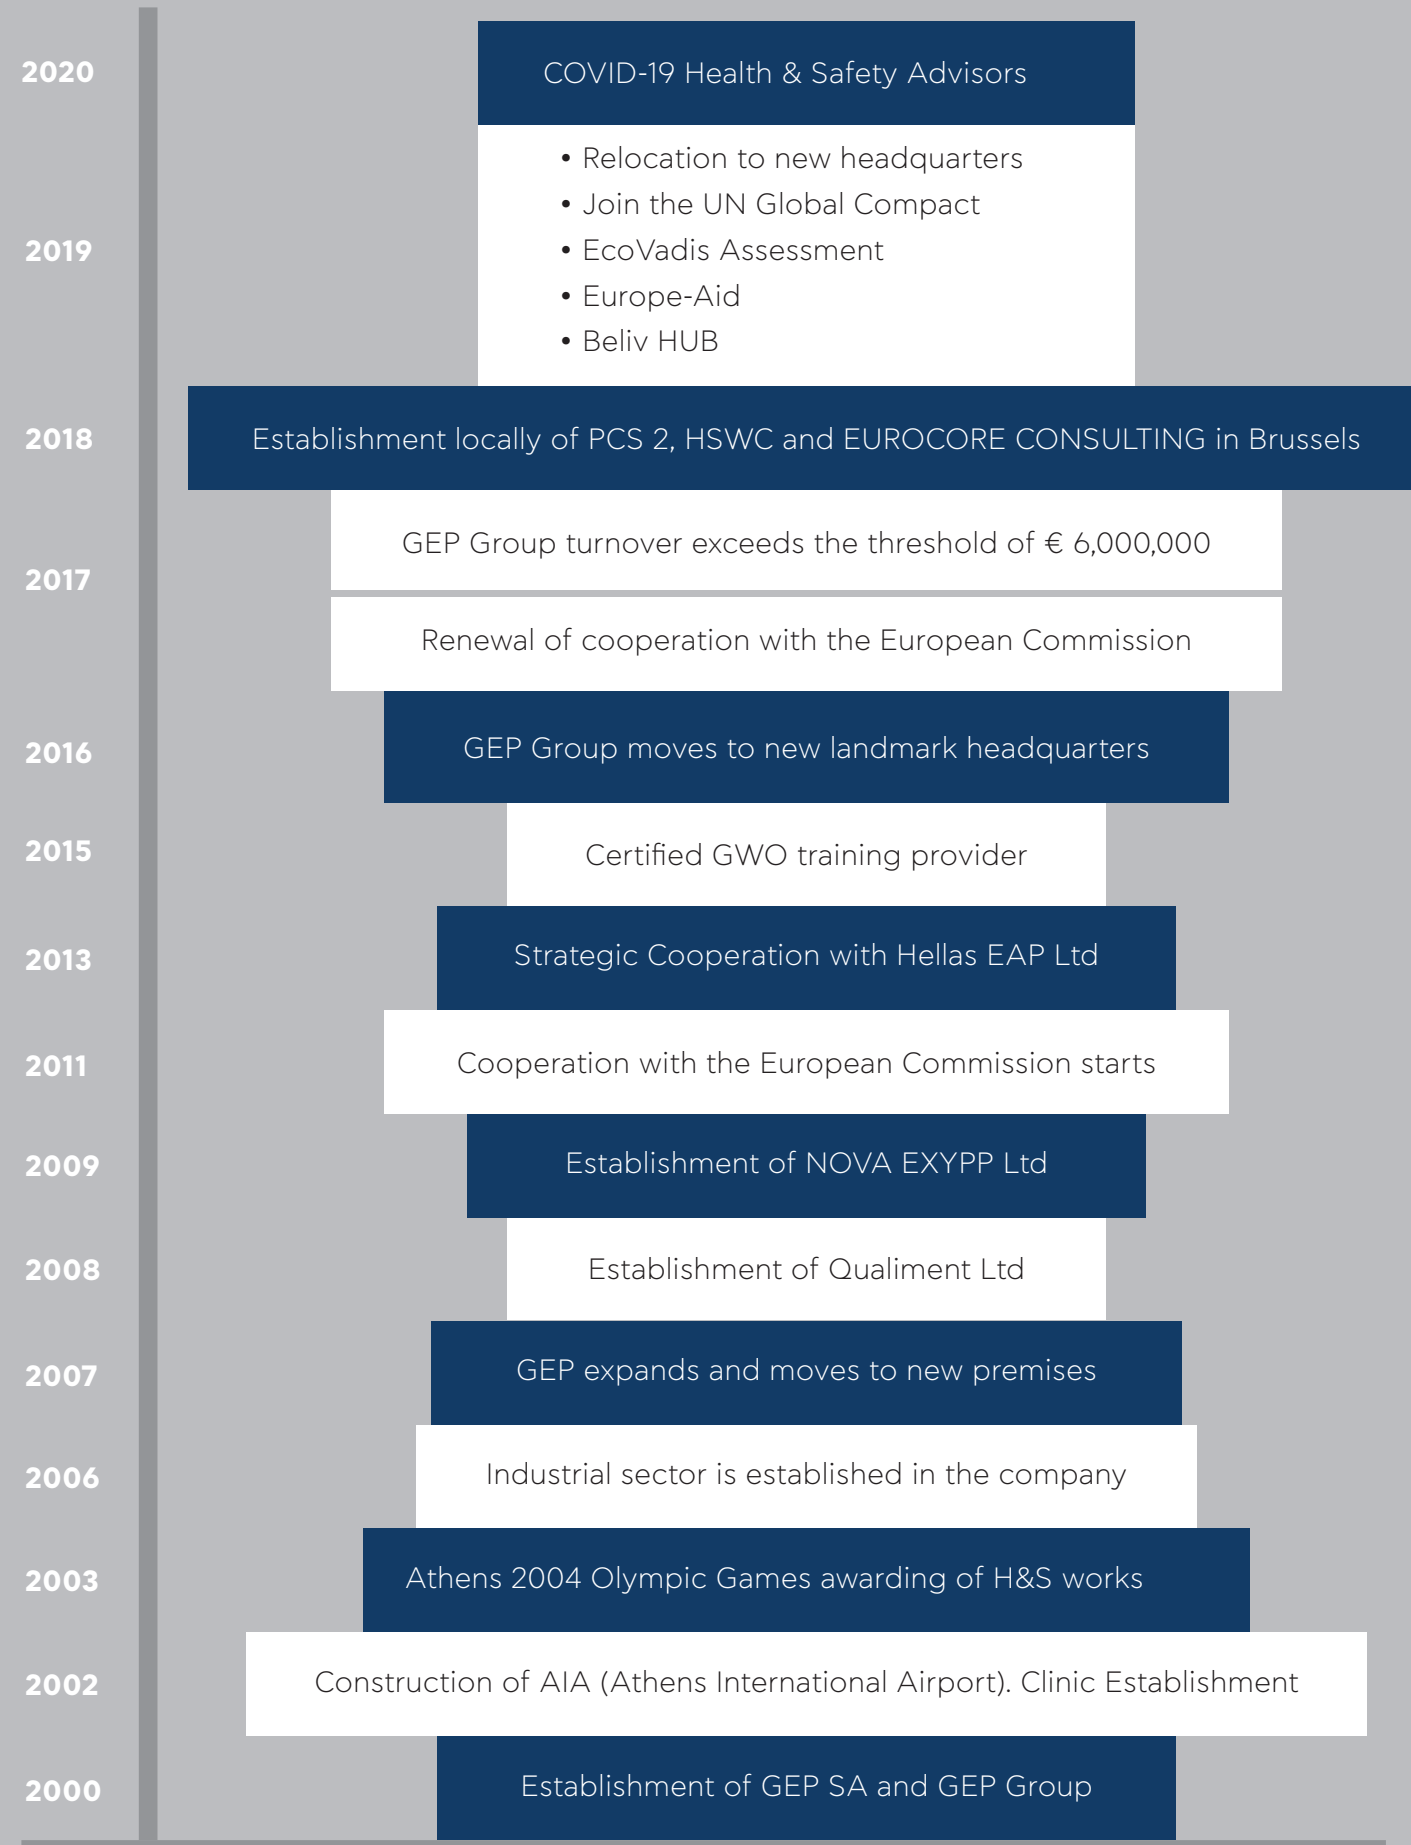 2020
COVID-19 Health & Safety Advisors
2019
• Relocation to new headquarters
• Join the UN Global Compact
• EcoVadis Assessment
• Europe-Aid
• Beliv HUB
2018
Establishment locally of PCS 2, HSWC and EUROCORE CONSULTING in Brussels
2017
GEP Group turnover exceeds the threshold of € 6,000,000
Renewal of cooperation with the European Commission
2016
GEP Group moves to new landmark headquarters
2015
Certified GWO training provider
2013
Strategic Cooperation with Hellas EAP Ltd
2011
Cooperation with the European Commission starts
2009
Establishment of NOVA EXYPP Ltd
2008
Establishment of Qualiment Ltd
2007
GEP expands and moves to new premises
2006
Industrial sector is established in the company
2003
Athens 2004 Olympic Games awarding of H&S works
2002
Construction of AIA (Athens International Airport). Clinic Establishment
2000
Establishment of GEP SA and GEP Group